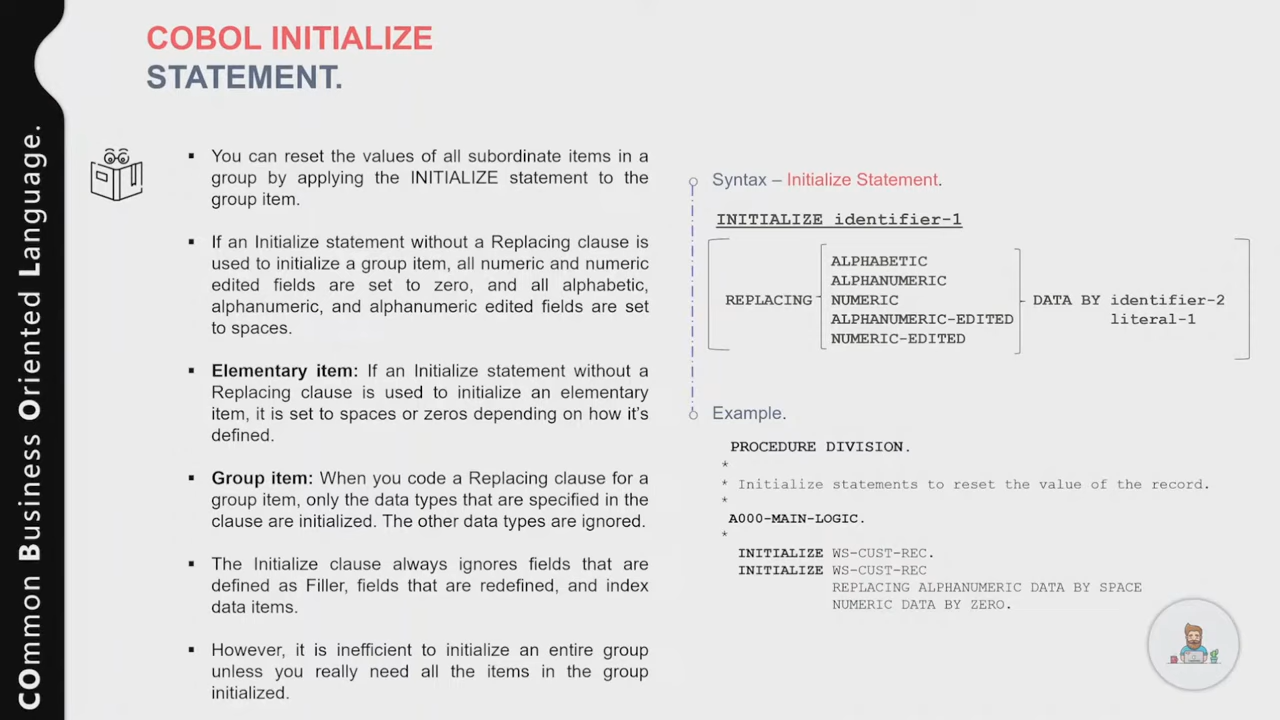 COBOL INITIALIZE
STATEMENT.
COmmon Business Oriented Language.
▪ You can reset the values of all subordinate items in a
group by applying the INITIALIZE statement to the
group item.
▪ If an Initialize statement without a Replacing clause is
used to initialize a group item, all numeric and numeric
edited fields are set to zero, and all alphabetic,
alphanumeric, and alphanumeric edited fields are set
to spaces.
▪ Elementary item: If an Initialize statement without a
Replacing clause is used to initialize an elementary
item, it is set to spaces or zeros depending on how it's
defined.
▪ Group item: When you code a Replacing clause for a
group item, only the data types that are specified in the
clause are initialized. The other data types are ignored.
▪ The Initialize clause always ignores fields that are
defined as Filler, fields that are redefined, and index
data items.
▪ However, it is inefficient to initialize an entire group
unless you really need all the items in the group
initialized.
Syntax – Initialize Statement.
INITIALIZE identifier-1
ALPHABETIC
ALPHANUMERIC
REPLACING NUMERIC DATA BY identifier-2
ALPHANUMERIC-EDITED literal-1
NUMERIC-EDITED
Example.
PROCEDURE DIVISION.
*
* Initialize statements to reset the value of the record.
*
A000-MAIN-LOGIC.
*
INITIALIZE WS-CUST-REC.
INITIALIZE WS-CUST-REC
REPLACING ALPHANUMERIC DATA BY SPACE
NUMERIC DATA BY ZERO.